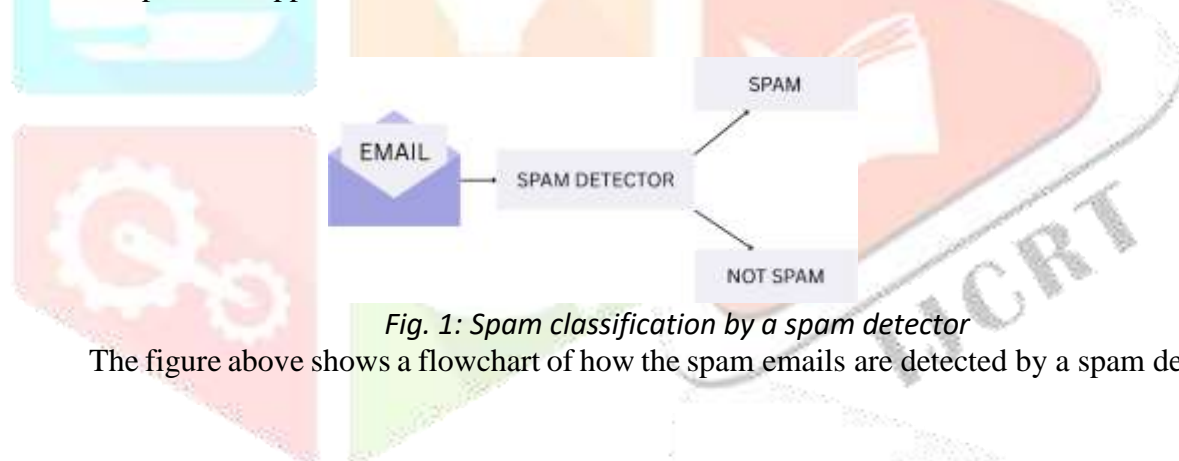 SPAM
EMAIL
SPAM DETECTOR
NOT SPAM
Fig. 1: Spam classification by a spam detector
The figure above shows a flowchart of how the spam emails are detected by a spam de